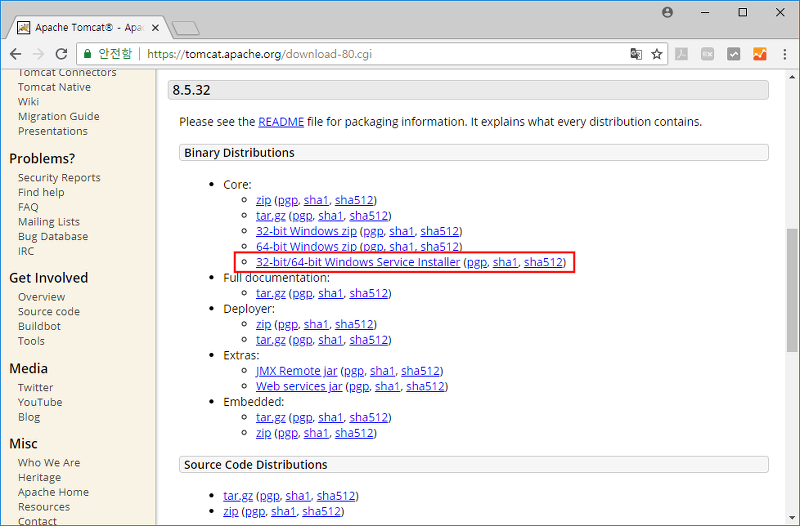 Apache Tomcat® - Apac
안전함 https://tomcat.apache.org/download-80.cgi
Tomcat Connectors
Tomcat Native
Wiki
Migration Guide
Presentations
Problems?
Security Reports
Find help
FAQ
Mailing Lists
Bug Database
IRC
Get Involved
Overview
Source code
Buildbot
Tools
Media
Twitter
YouTube
Blog
Misc
Who We Are
Heritage
Apache Home
Resources
Contact
8.5.32
Please see the README file for packaging information. It explains what every distribution contains.
Binary Distributions
Core:
zip (pgp, sha1, sha512)
tar.gz (pgp, sha1, sha512)
32-bit Windows zip (pgp, sha1, sha512)
64-bit Windows zip (pgp, sha1, sha512)
32-bit/64-bit Windows Service Installer (pgp, sha1, sha512)
Full documentation:
tar.gz (pgp, sha1, sha512)
Deployer:
zip (pgp, sha1, sha512)
tar.gz (pgp, sha1, sha512)
Extras:
JMX Remote jar (pgp, sha1, sha512)
Web services jar (pgp, sha1, sha512)
Embedded:
tar.gz (pgp, sha1, sha512)
zip (pgp, sha1, sha512)
Source Code Distributions
tar.gz (pgp, sha1, sha512)
zip (pgp, sha1, sha512)